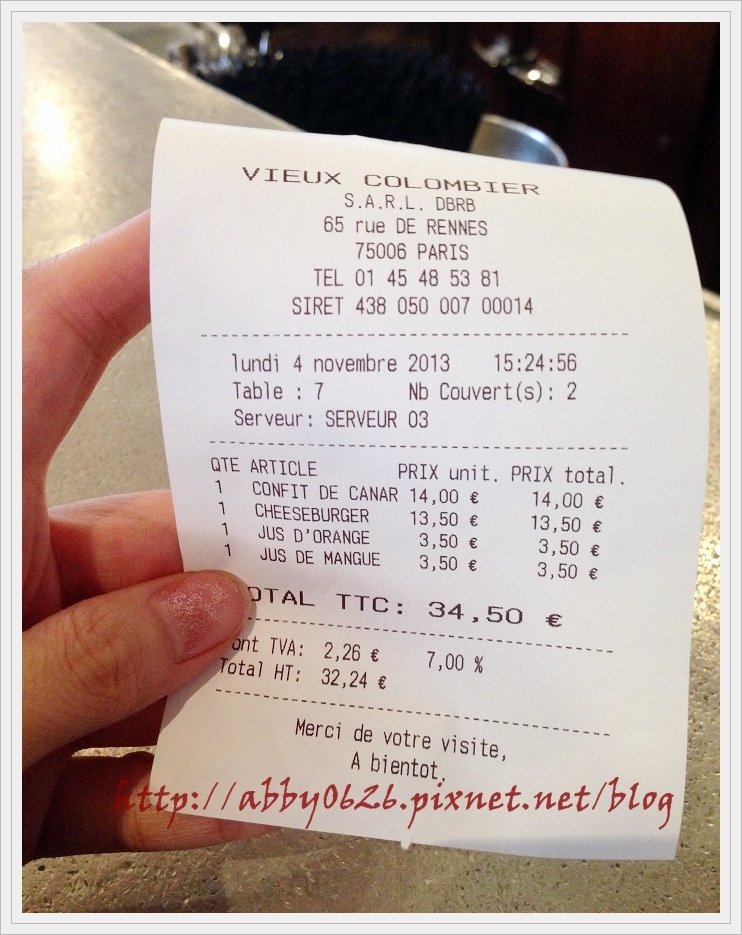 VIEUX COLOMBIER
S.A.R.L. DBRB
65 rue DE RENNES
75006 PARIS
TEL 01 45 48 53 81
SIRET 438 050 007 00014
lundi 4 novembre 2013 15:24:56
Table : 7 Nb Couvert(s): 2
Serveur: SERVEUR 03
QTE ARTICLE PRIX unit. PRIX total.
1 CONFIT DE CANAR 14,00 € 14,00 €
1 CHEESEBURGER 13,50 € 13,50 €
1 JUS D'ORANGE 3,50 € 3,50 €
1 JUS DE MANGUE 3,50 € 3,50 €
OTAL TTC: 34,50 €
ont TVA: 2,26 € 7,00 %
Total HT: 32,24 €
Merci de votre visite,
A bientot.
http://abby0626.pixnet.net/blog